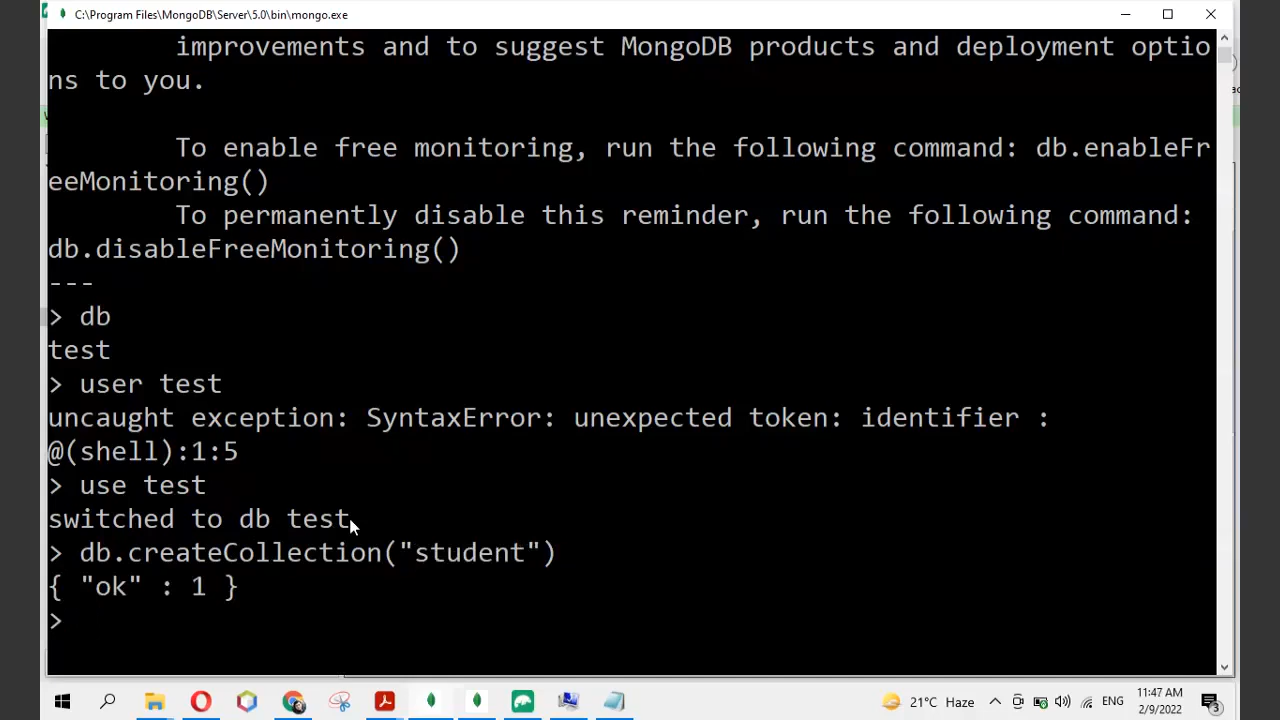 C:\Program Files\MongoDB\Server\5.0\bin\mongo.exe
improvements and to suggest MongoDB products and deployment optio
ns to you.
To enable free monitoring, run the following command: db.enableFr
eeMonitoring()
To permanently disable this reminder, run the following command:
db.disableFreeMonitoring()
---
> db
test
> user test
uncaught exception: SyntaxError: unexpected token: identifier :
@(shell):1:5
> use test
switched to db test
> db.createCollection("student")
{ "ok" : 1 }
>
21°C Haze
ENG
11:47 AM
2/9/2022
3